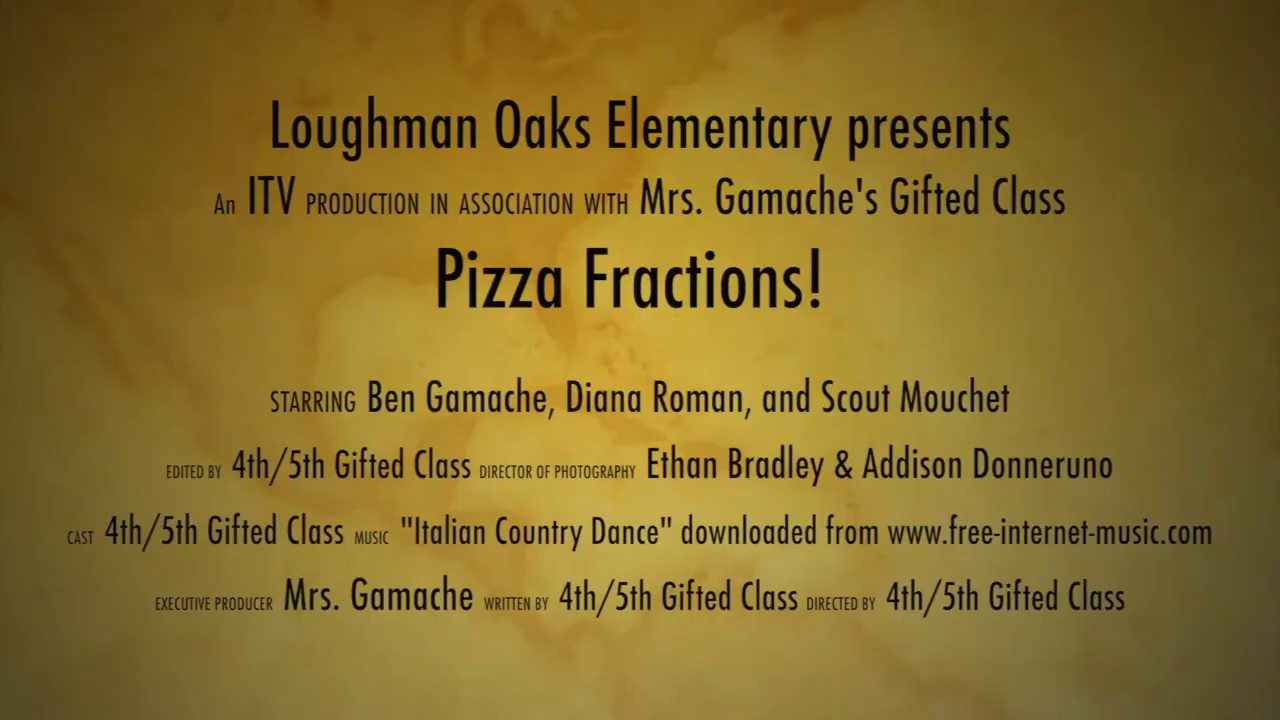 Loughman Oaks Elementary presents
An ITV PRODUCTION IN ASSOCIATION WITH Mrs. Gamache's Gifted Class
Pizza Fractions!
STARRING Ben Gamache, Diana Roman, and Scout Mouchet
EDITED BY 4th/5th Gifted Class DIRECTOR OF PHOTOGRAPHY Ethan Bradley & Addison Donneruno
CAST 4th/5th Gifted Class MUSIC "Italian Country Dance" downloaded from www.free-internet-music.com
EXECUTIVE PRODUCER Mrs. Gamache WRITTEN BY 4th/5th Gifted Class DIRECTED BY 4th/5th Gifted Class